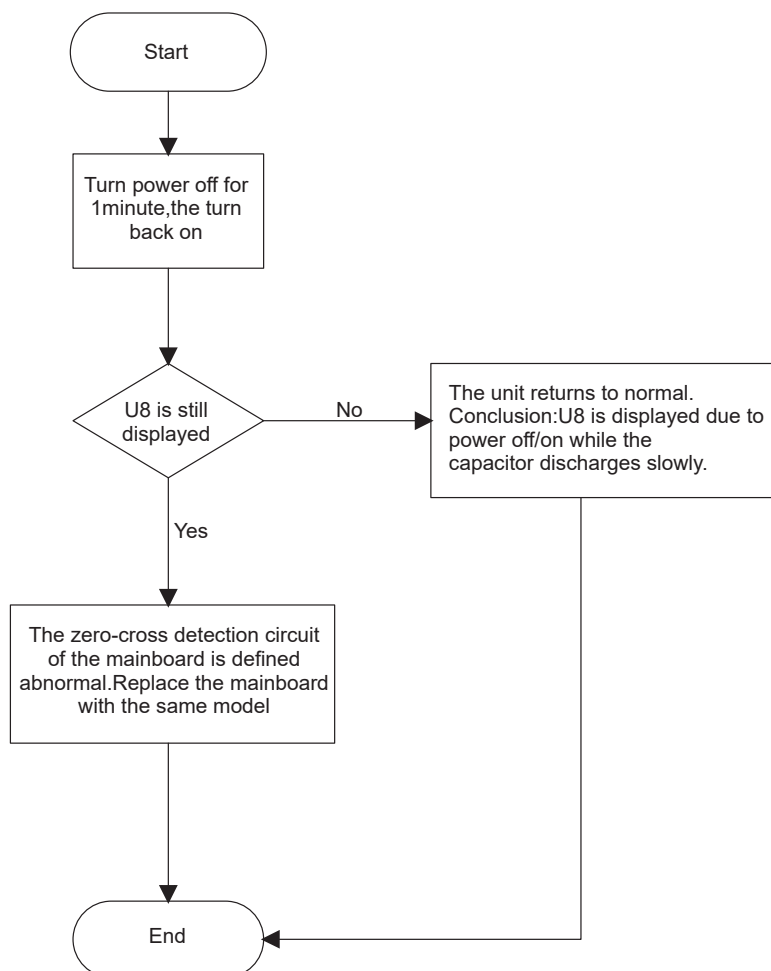 Start
Turn power off for
1minute,the turn
back on
U8 is still
displayed
No
The unit returns to normal.
Conclusion:U8 is displayed due to
power off/on while the
capacitor discharges slowly.
Yes
The zero-cross detection circuit
of the mainboard is defined
abnormal.Replace the mainboard
with the same model
End